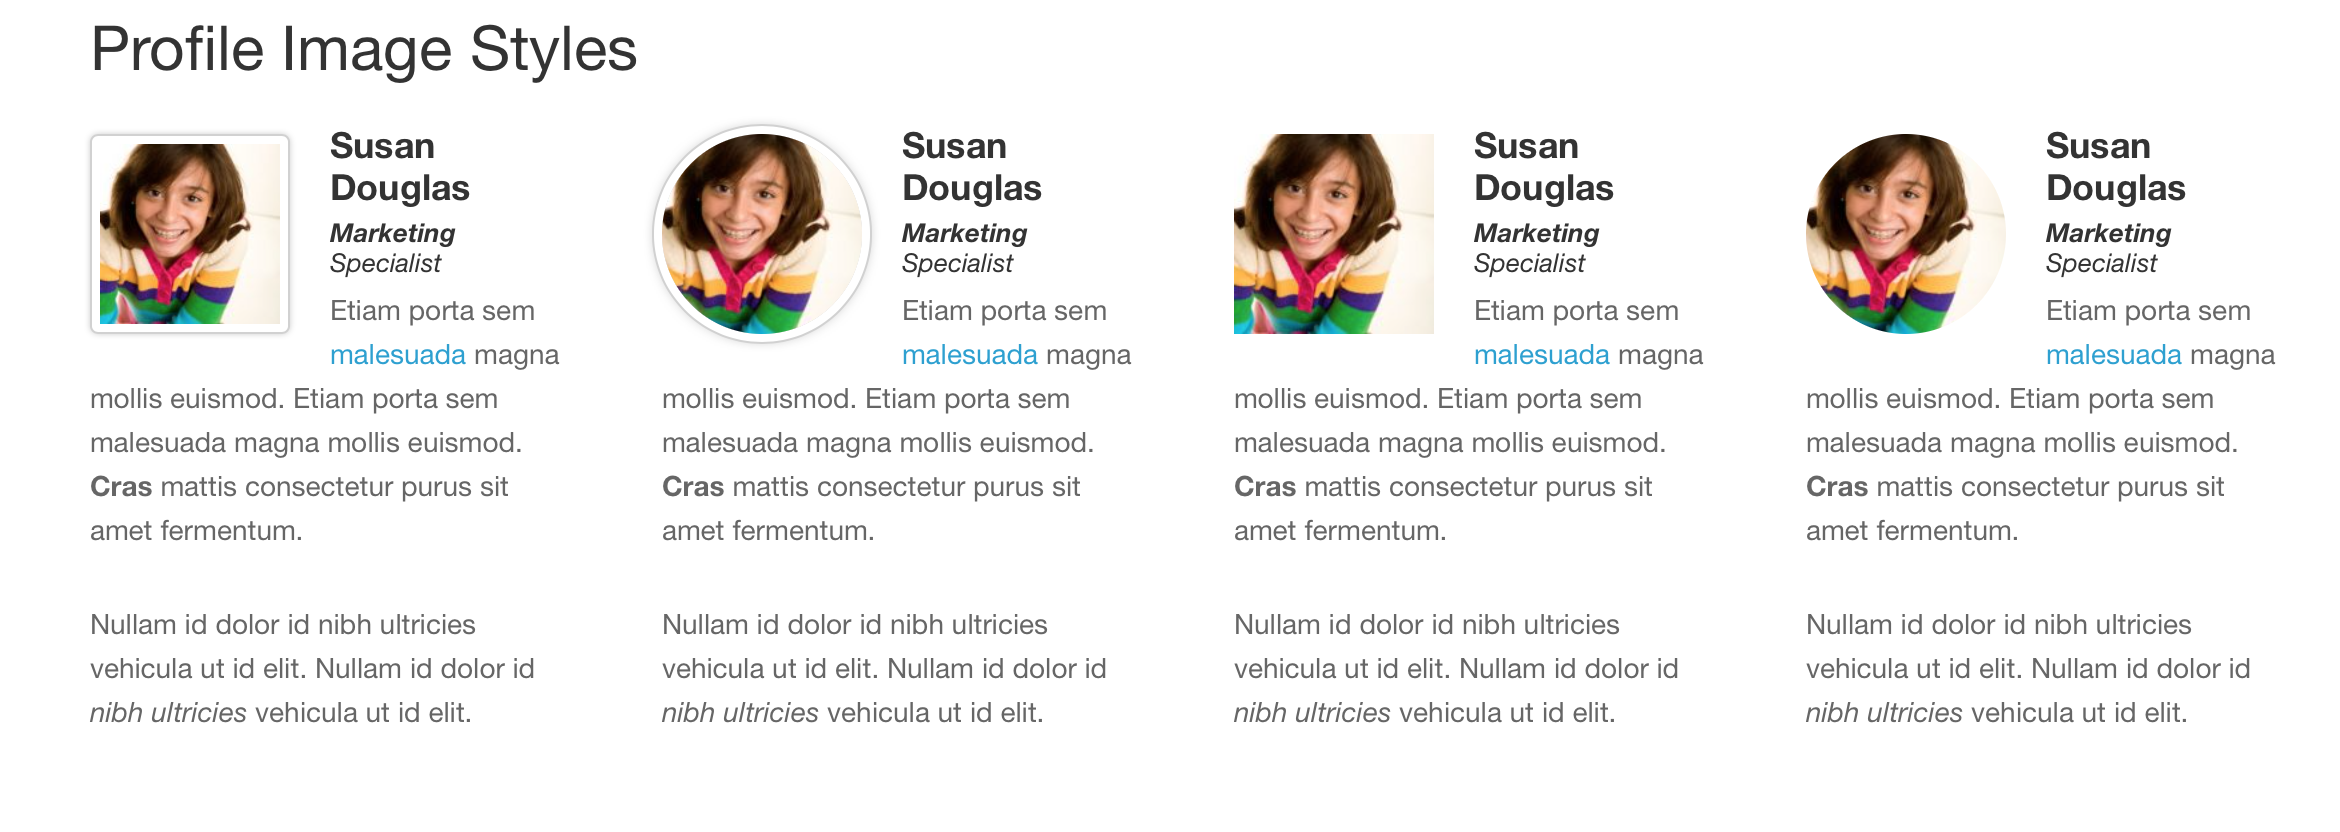 Profile Image Styles
Susan
Douglas
Marketing
Specialist
Etiam porta sem
malesuada magna
mollis euismod. Etiam porta sem
malesuada magna mollis euismod.
Cras mattis consectetur purus sit
amet fermentum.
Nullam id dolor id nibh ultricies
vehicula ut id elit. Nullam id dolor id
nibh ultricies vehicula ut id elit.
Susan
Douglas
Marketing
Specialist
Etiam porta sem
malesuada magna
mollis euismod. Etiam porta sem
malesuada magna mollis euismod.
Cras mattis consectetur purus sit
amet fermentum.
Nullam id dolor id nibh ultricies
vehicula ut id elit. Nullam id dolor id
nibh ultricies vehicula ut id elit.
Susan
Douglas
Marketing
Specialist
Etiam porta sem
malesuada magna
mollis euismod. Etiam porta sem
malesuada magna mollis euismod.
Cras mattis consectetur purus sit
amet fermentum.
Nullam id dolor id nibh ultricies
vehicula ut id elit. Nullam id dolor id
nibh ultricies vehicula ut id elit.
Susan
Douglas
Marketing
Specialist
Etiam porta sem
malesuada magna
mollis euismod. Etiam porta sem
malesuada magna mollis euismod.
Cras mattis consectetur purus sit
amet fermentum.
Nullam id dolor id nibh ultricies
vehicula ut id elit. Nullam id dolor id
nibh ultricies vehicula ut id elit.